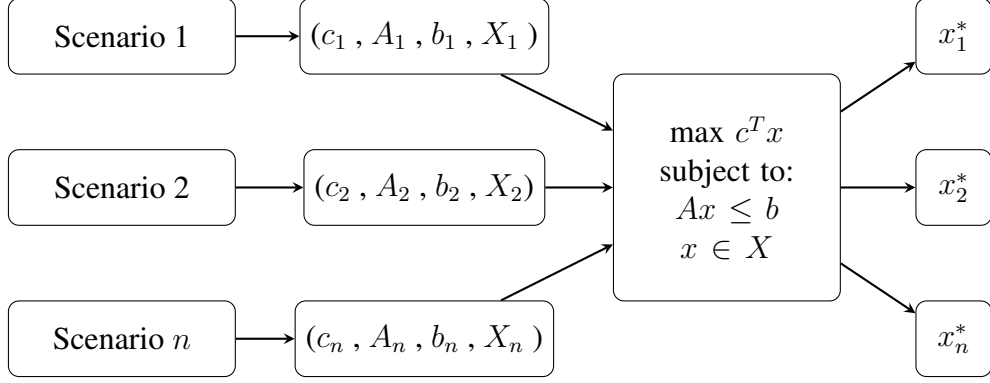 Scenario 1
(c₁ , A₁ , b₁ , X₁ )
x₁*
max cᵀx
subject to:
Ax ≤ b
x ∈ X
Scenario 2
(c₂ , A₂ , b₂ , X₂)
x₂*
Scenario n
(cₙ , Aₙ , bₙ , Xₙ )
xₙ*